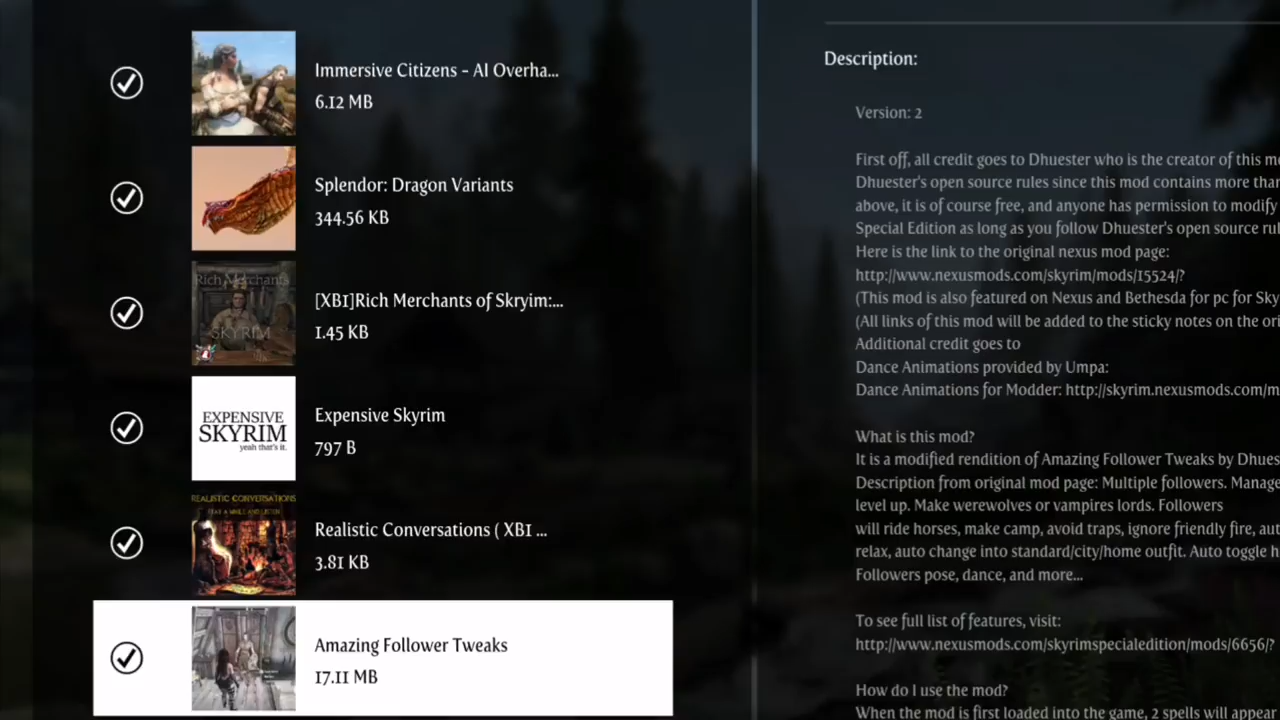 Immersive Citizens - AI Overha...
6.12 MB
Splendor: Dragon Variants
344.56 KB
Rich Merchants
SKYRIM
[XB1]Rich Merchants of Skryim:...
1.45 KB
EXPENSIVE
SKYRIM
yeah that's it.
Expensive Skyrim
797 B
REALISTIC CONVERSATIONS
Realistic Conversations ( XB1 ...
3.81 KB
Amazing Follower Tweaks
17.11 MB
Description:
Version: 2
First off, all credit goes to Dhuester who is the creator of this m
Dhuester's open source rules since this mod contains more than
above, it is of course free, and anyone has permission to modify
Special Edition as long as you follow Dhuester's open source rul
Here is the link to the original nexus mod page:
http://www.nexusmods.com/skyrim/mods/15524/?
(This mod is also featured on Nexus and Bethesda for pc for Sky
(All links of this mod will be added to the sticky notes on the ori
Additional credit goes to
Dance Animations provided by Umpa:
Dance Animations for Modder: http://skyrim.nexusmods.com/m
What is this mod?
It is a modified rendition of Amazing Follower Tweaks by Dhues
Description from original mod page: Multiple followers. Manage
level up. Make werewolves or vampires lords. Followers
will ride horses, make camp, avoid traps, ignore friendly fire, aut
relax, auto change into standard/city/home outfit. Auto toggle h
Followers pose, dance, and more...
To see full list of features, visit:
http://www.nexusmods.com/skyrimspecialedition/mods/6656/?
How do I use the mod?
When the mod is first loaded into the game, 2 spells will appear